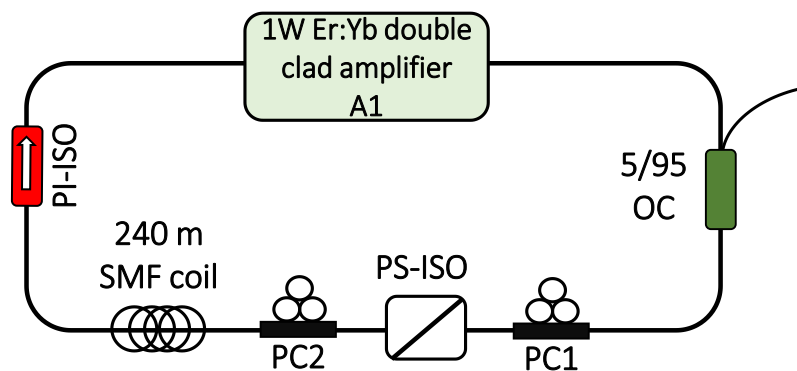 1W Er:Yb double
clad amplifier
A1
PI-ISO
5/95
OC
240 m
SMF coil
PS-ISO
PC2
PC1